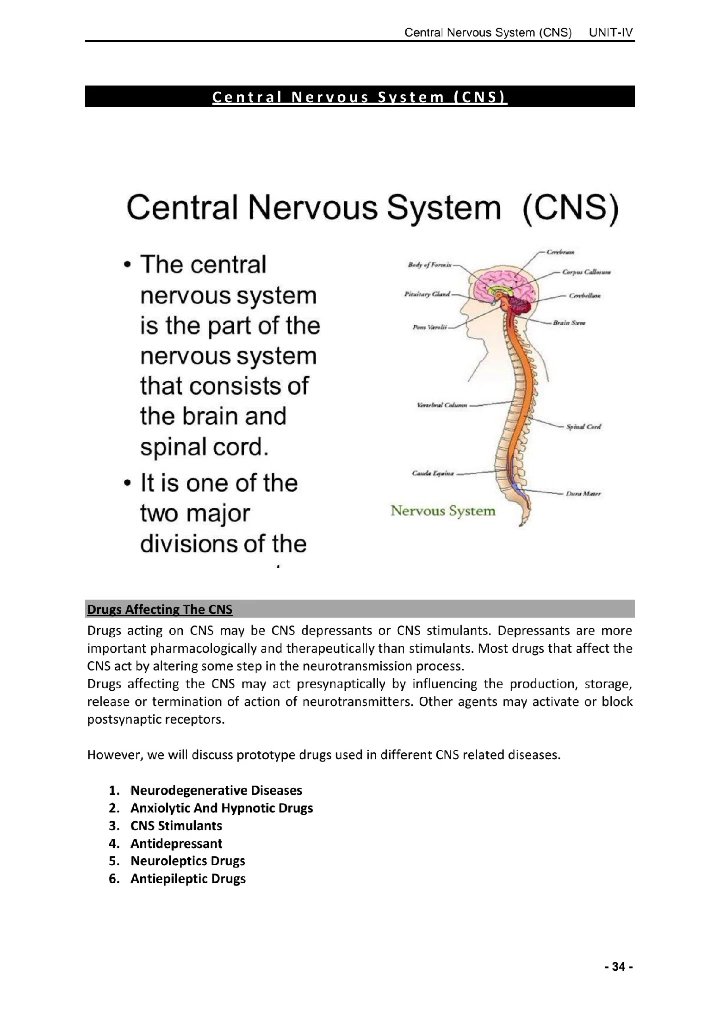 Central Nervous System (CNS) UNIT-IV
Central Nervous System (CNS)
Central Nervous System (CNS)
• The central
nervous system
is the part of the
nervous system
that consists of
the brain and
spinal cord.
• It is one of the
two major
divisions of the
Cerebrum
Body of Fornix
Corpus Callosum
Pituitary Gland
Cerebellum
Pons Varolii
Brain Stem
Vertebral Column
Spinal Cord
Cauda Equina
Dura Mater
Nervous System
Drugs Affecting The CNS
Drugs acting on CNS may be CNS depressants or CNS stimulants. Depressants are more
important pharmacologically and therapeutically than stimulants. Most drugs that affect the
CNS act by altering some step in the neurotransmission process.
Drugs affecting the CNS may act presynaptically by influencing the production, storage,
release or termination of action of neurotransmitters. Other agents may activate or block
postsynaptic receptors.
However, we will discuss prototype drugs used in different CNS related diseases.
1. Neurodegenerative Diseases
2. Anxiolytic And Hypnotic Drugs
3. CNS Stimulants
4. Antidepressant
5. Neuroleptics Drugs
6. Antiepileptic Drugs
- 34 -